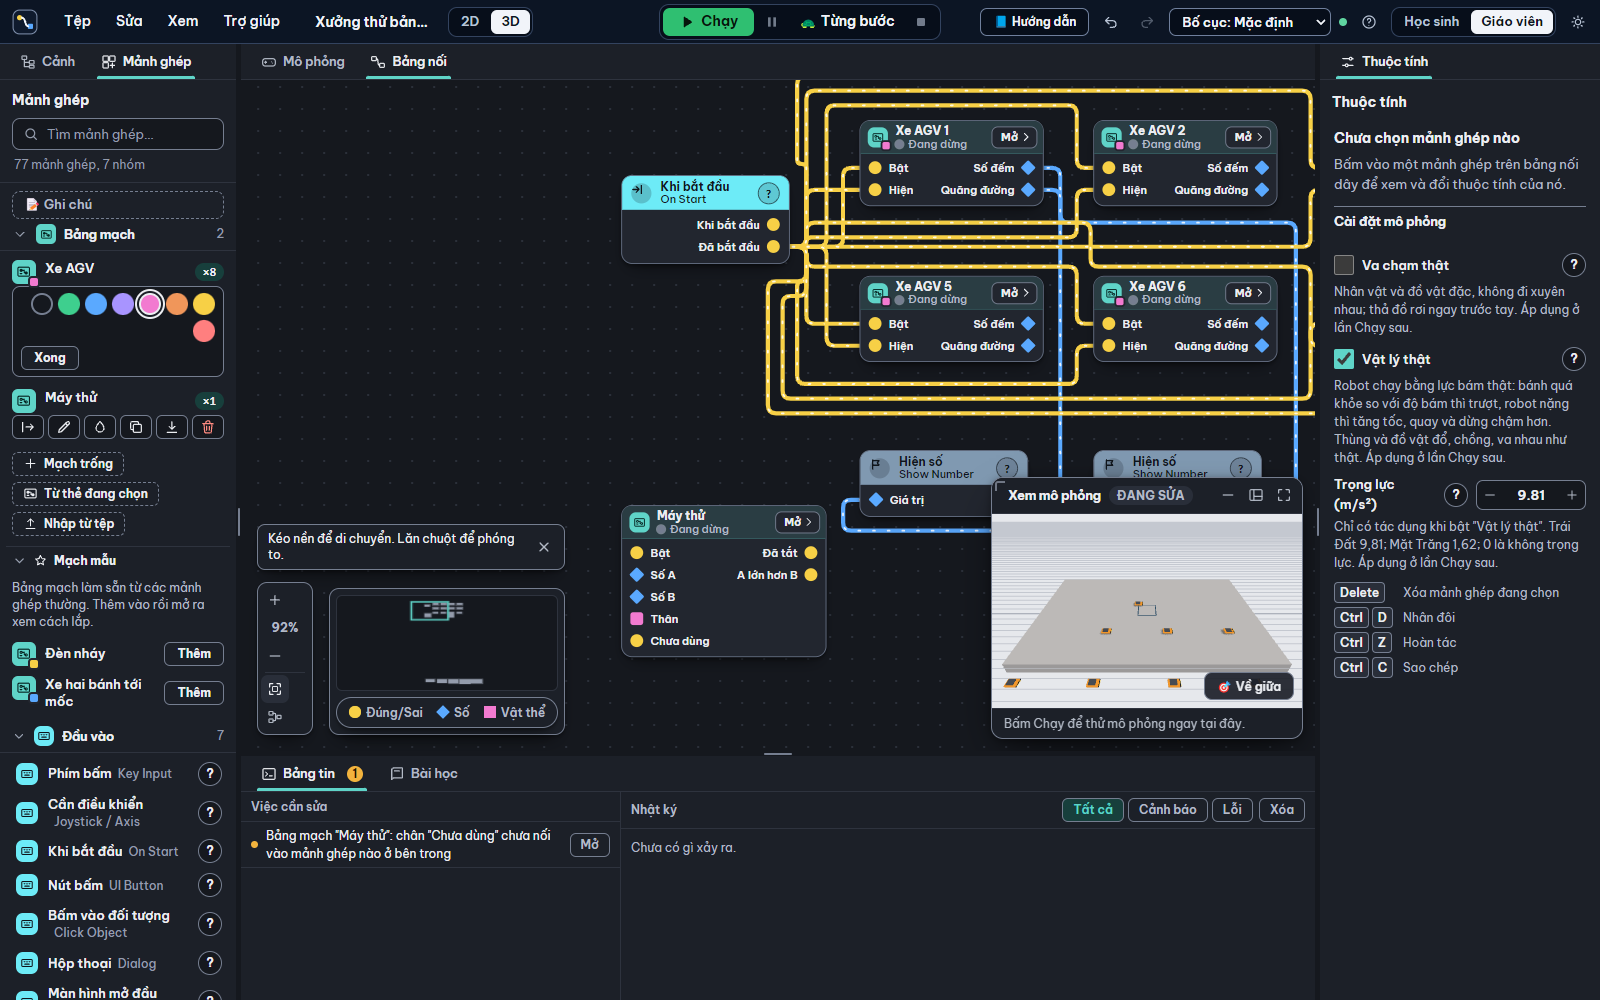 Tệp Sửa Xem Trợ giúp Xưởng thử bản... 2D 3D Chạy Từng bước Hướng dẫn Bố cục: Mặc định Học sinh Giáo viên
Cảnh Mảnh ghép
Mảnh ghép
Tìm mảnh ghép...
77 mảnh ghép, 7 nhóm
Ghi chú
Bảng mạch 2
Xe AGV ×8
Xong
Máy thử ×1
Mạch trống
Từ thẻ đang chọn
Nhập từ tệp
Mạch mẫu
Bảng mạch làm sẵn từ các mảnh
ghép thường. Thêm vào rồi mở ra
xem cách lắp.
Đèn nháy Thêm
Xe hai bánh tới
mốc Thêm
Đầu vào 7
Phím bấm Key Input ?
Cần điều khiển
Joystick / Axis ?
Khi bắt đầu On Start ?
Nút bấm UI Button ?
Bấm vào đối tượng
Click Object ?
Hộp thoại Dialog ?
Màn hình mở đầu ?
Mô phỏng Bảng nối
Khi bắt đầu
On Start ?
Khi bắt đầu
Đã bắt đầu
Xe AGV 1
Đang dừng Mở
Bật Số đếm
Hiện Quãng đường
Xe AGV 2
Đang dừng Mở
Bật Số đếm
Hiện Quãng đường
Xe AGV 5
Đang dừng Mở
Bật Số đếm
Hiện Quãng đường
Xe AGV 6
Đang dừng Mở
Bật Số đếm
Hiện Quãng đường
Hiện số
Show Number ?
Giá trị
Hiện số
Show Number ?
Máy thử
Đang dừng Mở
Bật Đã tắt
Số A A lớn hơn B
Số B
Thân
Chưa dùng
Kéo nền để di chuyển. Lăn chuột để phóng
to.
92%
Đúng/Sai Số Vật thể
Xem mô phỏng ĐANG SỬA
Về giữa
Bấm Chạy để thử mô phỏng ngay tại đây.
Bảng tin 1 Bài học
Việc cần sửa
Bảng mạch "Máy thử": chân "Chưa dùng" chưa nối
vào mảnh ghép nào ở bên trong
Mở
Nhật ký Tất cả Cảnh báo Lỗi Xóa
Chưa có gì xảy ra.
Thuộc tính
Thuộc tính
Chưa chọn mảnh ghép nào
Bấm vào một mảnh ghép trên bảng nối
dây để xem và đổi thuộc tính của nó.
Cài đặt mô phỏng
Va chạm thật ?
Nhân vật và đồ vật đặc, không đi xuyên
nhau; thả đồ rơi ngay trước tay. Áp dụng ở
lần Chạy sau.
Vật lý thật ?
Robot chạy bằng lực bám thật: bánh quá
khỏe so với độ bám thì trượt, robot nặng
thì tăng tốc, quay và dừng chậm hơn.
Thùng và đồ vật đổ, chồng, va nhau như
thật. Áp dụng ở lần Chạy sau.
Trọng lực
(m/s²) ? 9.81
Chỉ có tác dụng khi bật "Vật lý thật". Trái
Đất 9,81; Mặt Trăng 1,62; 0 là không trọng
lực. Áp dụng ở lần Chạy sau.
Delete Xóa mảnh ghép đang chọn
Ctrl D Nhân đôi
Ctrl Z Hoàn tác
Ctrl C Sao chép